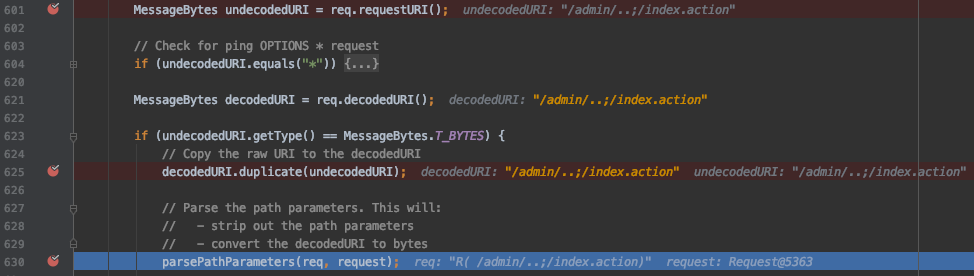 601 MessageBytes undecodedURI = req.requestURI(); undecodedURI: "/admin/..;/index.action"
602
603 // Check for ping OPTIONS * request
604 if (undecodedURI.equals("*")) {...}
620
621 MessageBytes decodedURI = req.decodedURI(); decodedURI: "/admin/..;/index.action"
622
623 if (undecodedURI.getType() == MessageBytes.T_BYTES) {
624 // Copy the raw URI to the decodedURI
625 decodedURI.duplicate(undecodedURI); decodedURI: "/admin/..;/index.action" undecodedURI: "/admin/..;/index.action"
626
627 // Parse the path parameters. This will:
628 // - strip out the path parameters
629 // - convert the decodedURI to bytes
630 parsePathParameters(req, request); req: "R( /admin/..;/index.action)" request: Request@5363